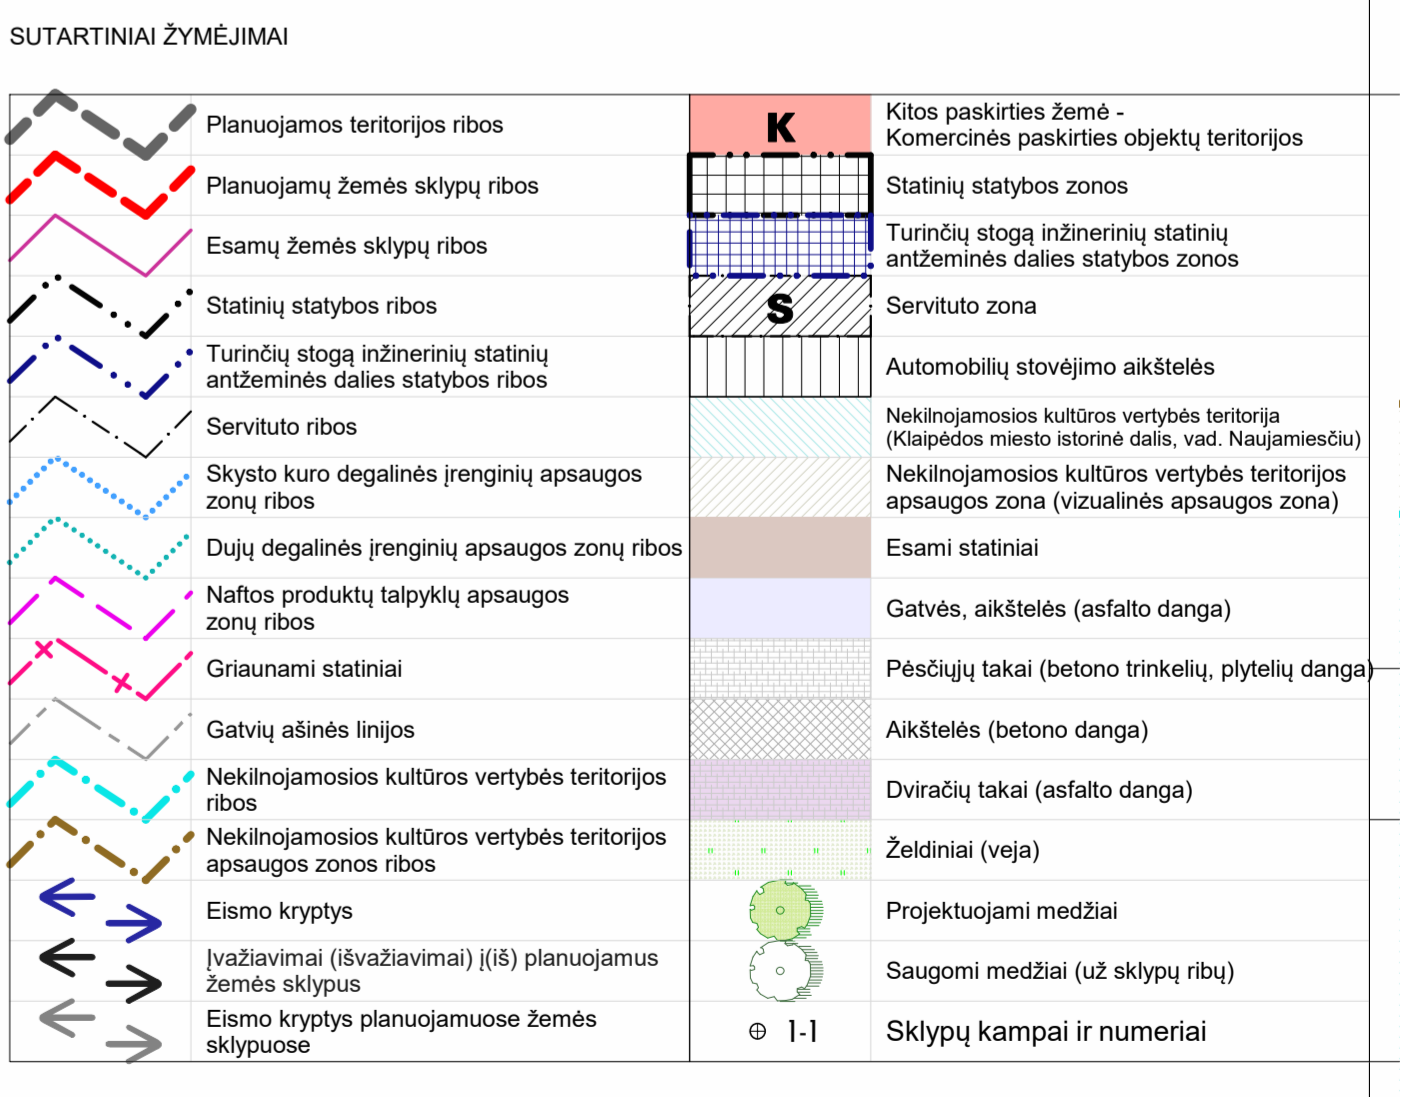 SUTARTINIAI ŽYMĖJIMAI
Planuojamos teritorijos ribos
Planuojamų žemės sklypų ribos
Esamų žemės sklypų ribos
Statinių statybos ribos
Turinčių stogą inžinerinių statinių
antžeminės dalies statybos ribos
Servituto ribos
Skysto kuro degalinės įrenginių apsaugos
zonų ribos
Dujų degalinės įrenginių apsaugos zonų ribos
Naftos produktų talpyklų apsaugos
zonų ribos
Griaunami statiniai
Gatvių ašinės linijos
Nekilnojamosios kultūros vertybės teritorijos
ribos
Nekilnojamosios kultūros vertybės teritorijos
apsaugos zonos ribos
Eismo kryptys
Įvažiavimai (išvažiavimai) į(iš) planuojamus
žemės sklypus
Eismo kryptys planuojamuose žemės
sklypuose
K
Kitos paskirties žemė -
Komercinės paskirties objektų teritorijos
Statinių statybos zonos
Turinčių stogą inžinerinių statinių
antžeminės dalies statybos zonos
S
Servituto zona
Automobilių stovėjimo aikštelės
Nekilnojamosios kultūros vertybės teritorija
(Klaipėdos miesto istorinė dalis, vad. Naujamiesčiu)
Nekilnojamosios kultūros vertybės teritorijos
apsaugos zona (vizualinės apsaugos zona)
Esami statiniai
Gatvės, aikštelės (asfalto danga)
Pėsčiųjų takai (betono trinkelių, plytelių danga)
Aikštelės (betono danga)
Dviračių takai (asfalto danga)
Želdiniai (veja)
Projektuojami medžiai
Saugomi medžiai (už sklypų ribų)
1-1
Sklypų kampai ir numeriai